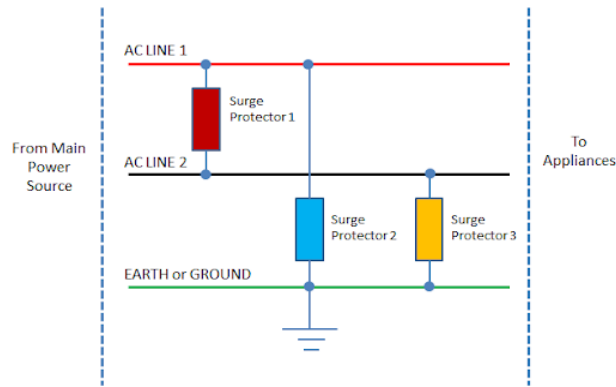 AC LINE 1
Surge
Protector 1
From Main
Power
Source
To
Appliances
AC LINE 2
Surge
Protector 2
Surge
Protector 3
EARTH or GROUND